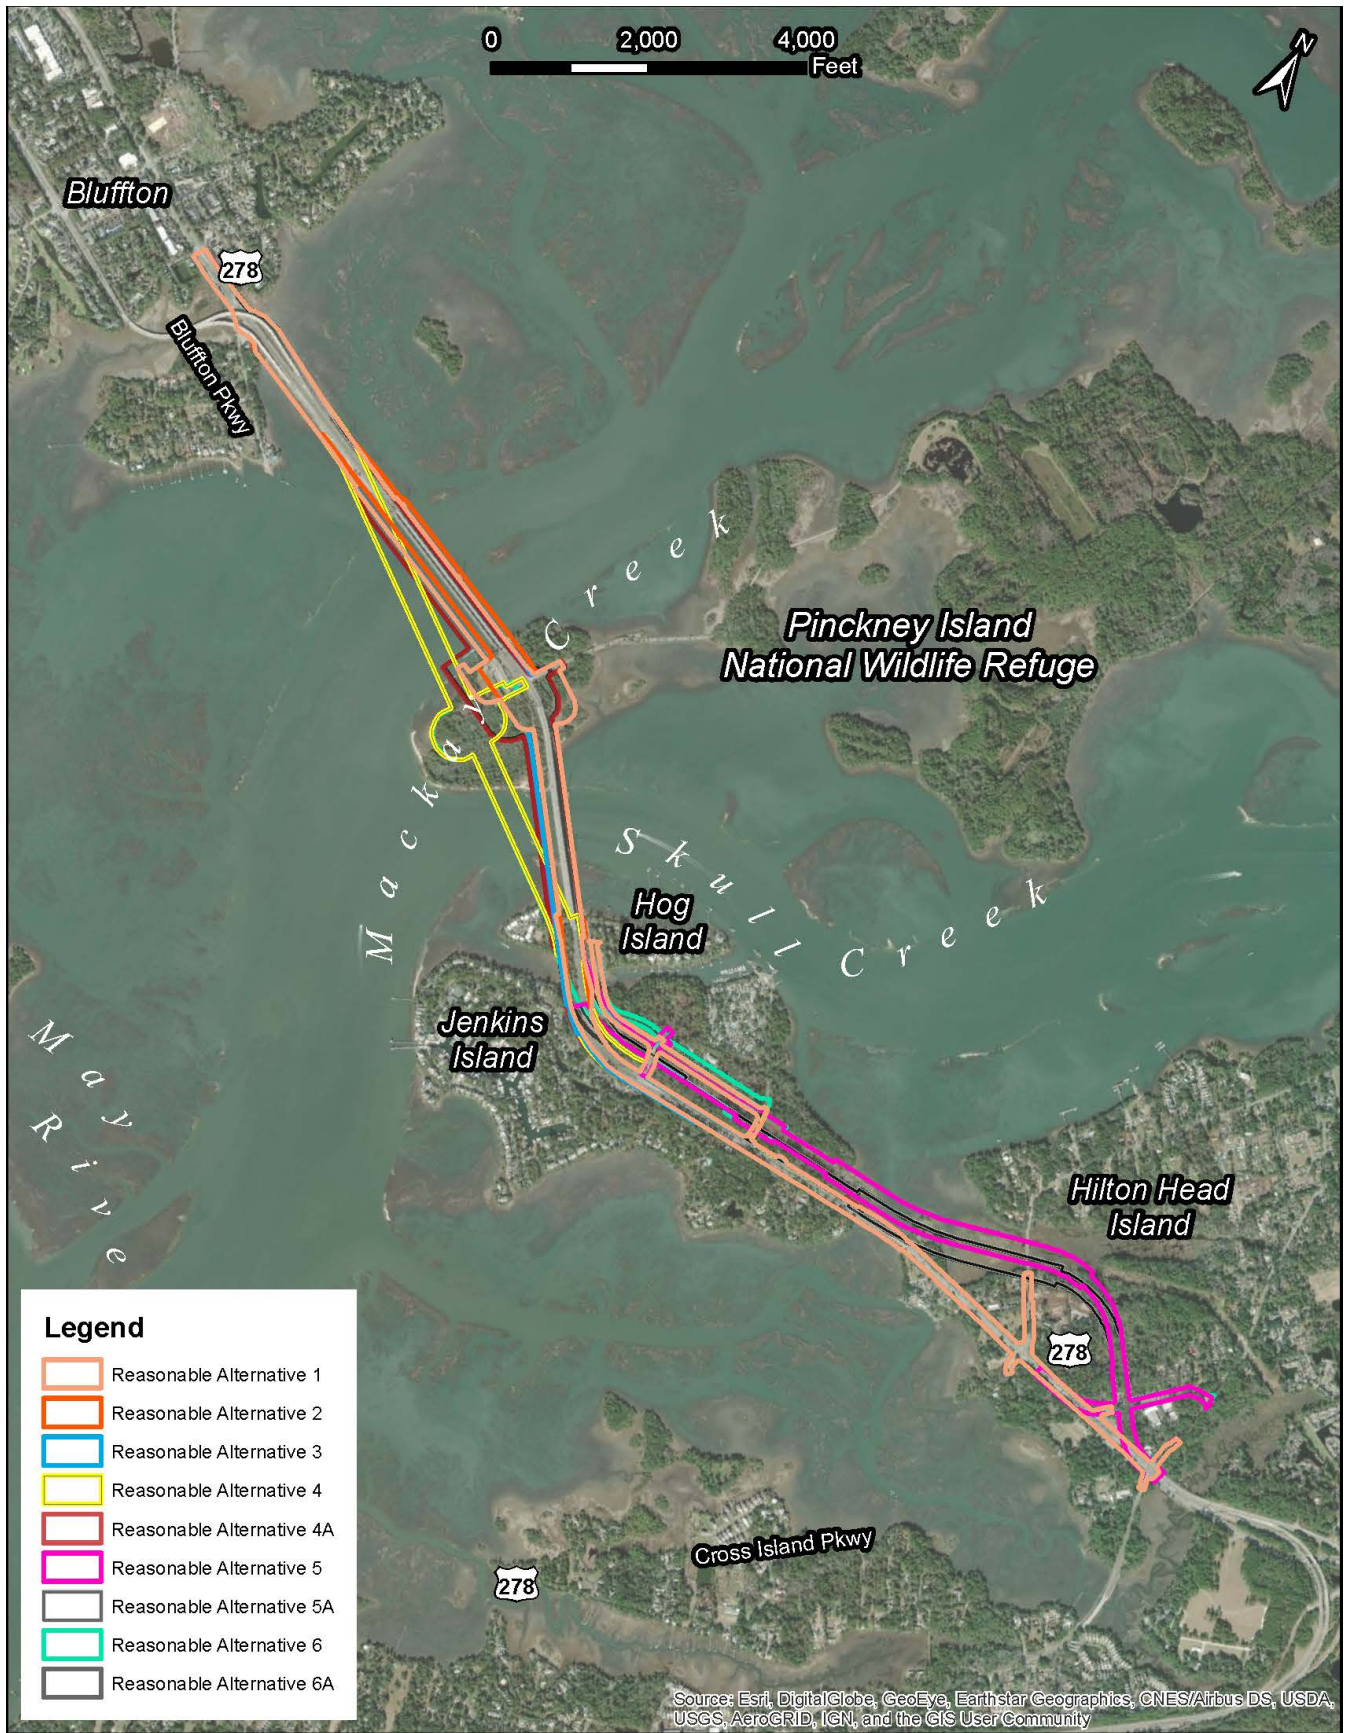 0 2,000 4,000
Feet
N
Bluffton
278
Bluffton Pkwy
Mackay Creek
Pinckney Island
National Wildlife Refuge
Skull Creek
Hog
Island
Jenkins
Island
May River
Hilton Head
Island
278
Cross Island Pkwy
278
Legend
Reasonable Alternative 1
Reasonable Alternative 2
Reasonable Alternative 3
Reasonable Alternative 4
Reasonable Alternative 4A
Reasonable Alternative 5
Reasonable Alternative 5A
Reasonable Alternative 6
Reasonable Alternative 6A
Source: Esri, DigitalGlobe, GeoEye, Earthstar Geographics, CNES/Airbus DS, USDA,
USGS, AeroGRID, IGN, and the GIS User Community